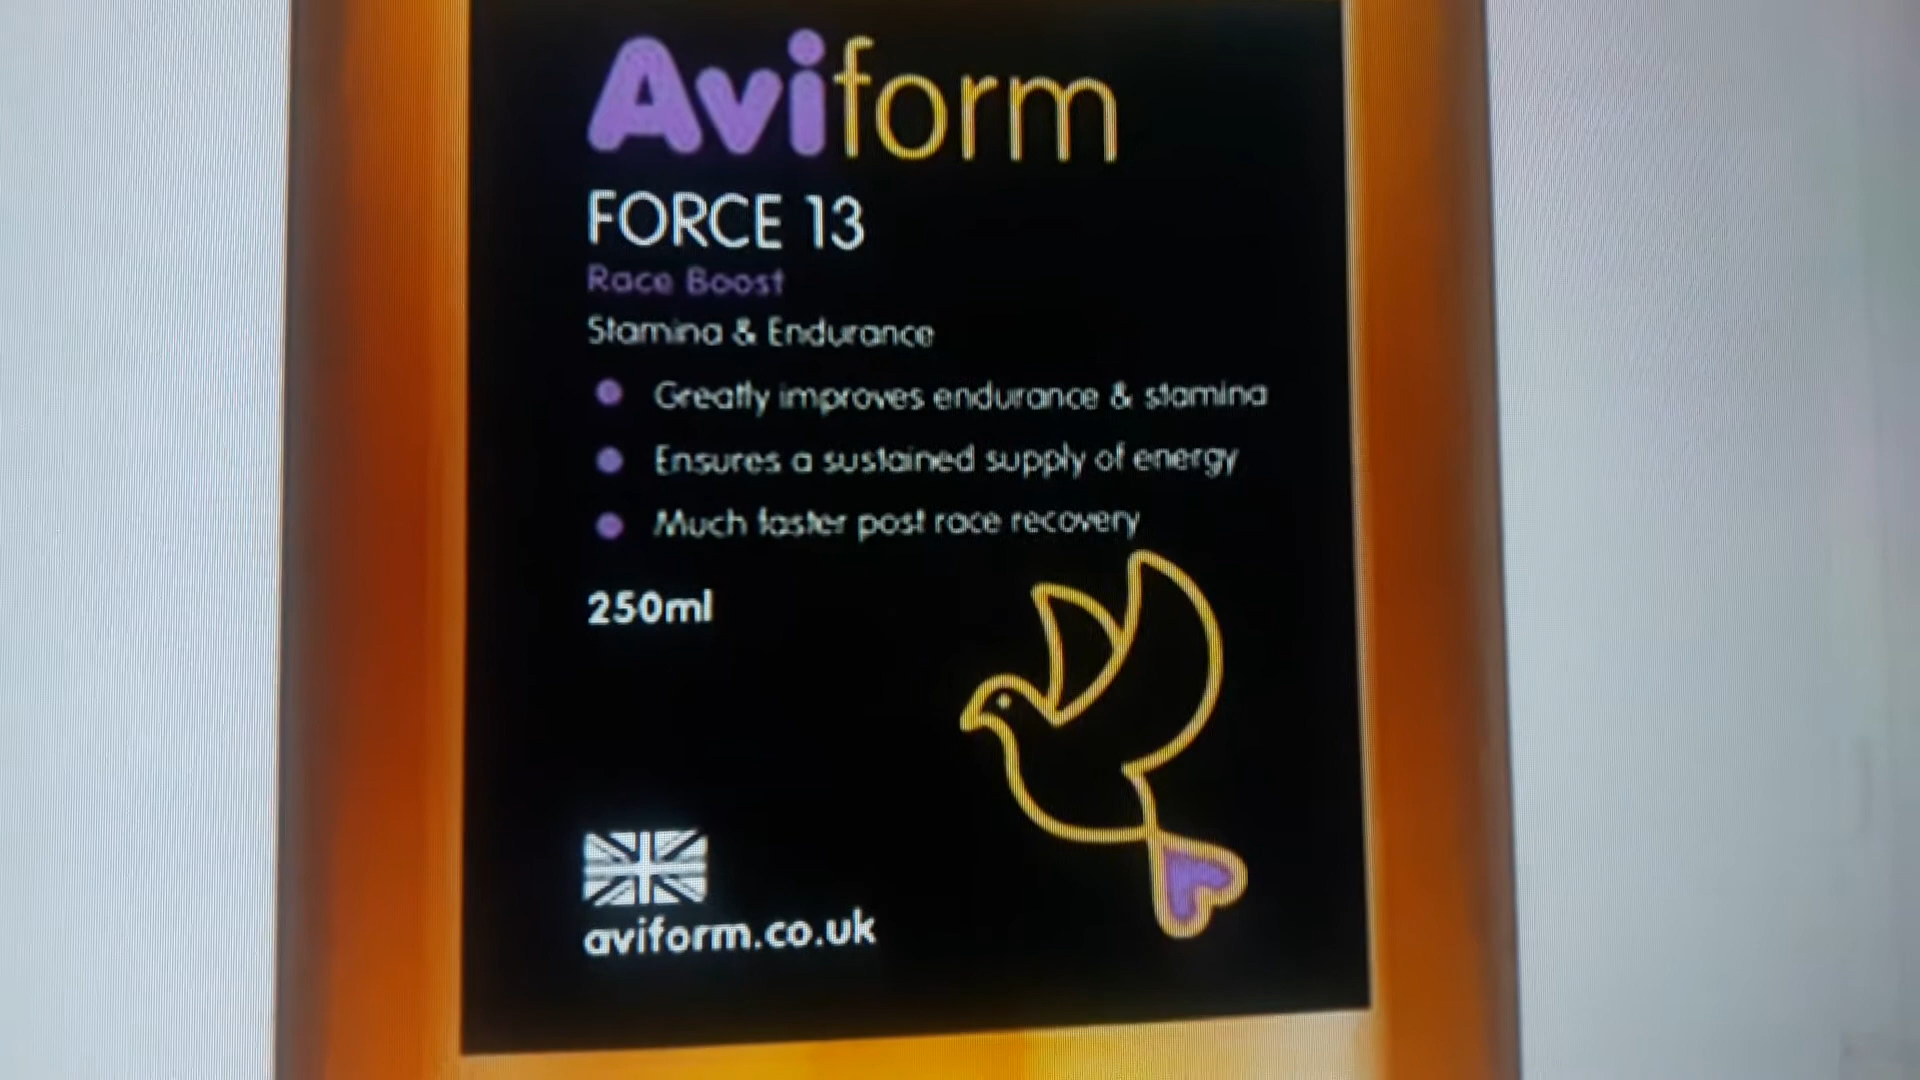 Aviform
FORCE 13
Race Boost
Stamina & Endurance
Greatly improves endurance & stamina
Ensures a sustained supply of energy
Much faster post race recovery
250ml
aviform.co.uk